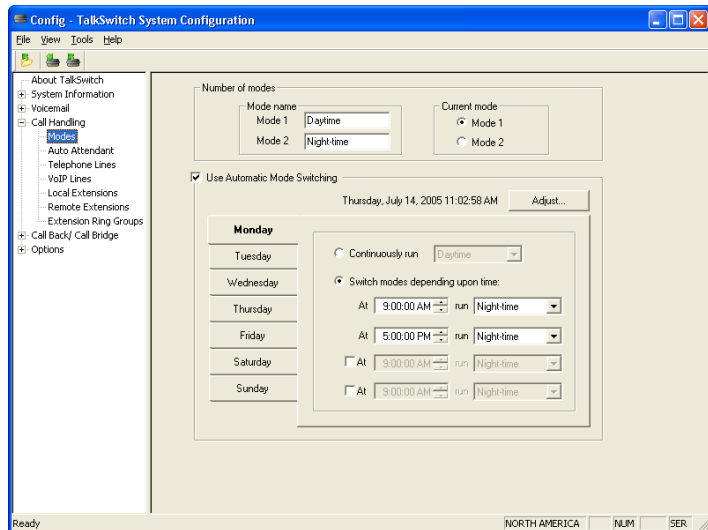 Config - TalkSwitch System Configuration
File View Tools Help
About TalkSwitch
System Information
Voicemail
Call Handling
Modes
Auto Attendant
Telephone Lines
VoIP Lines
Local Extensions
Remote Extensions
Extension Ring Groups
Call Back/ Call Bridge
Options
Number of modes
Mode name
Mode 1 Daytime
Mode 2 Night-time
Current mode
Mode 1
Mode 2
Use Automatic Mode Switching
Thursday, July 14, 2005 11:02:58 AM Adjust...
Monday
Tuesday
Wednesday
Thursday
Friday
Saturday
Sunday
Continuously run Daytime
Switch modes depending upon time:
At 9:00:00 AM run Night-time
At 5:00:00 PM run Night-time
At 9:00:00 AM run Night-time
At 9:00:00 AM run Night-time
Ready NORTH AMERICA NUM SER